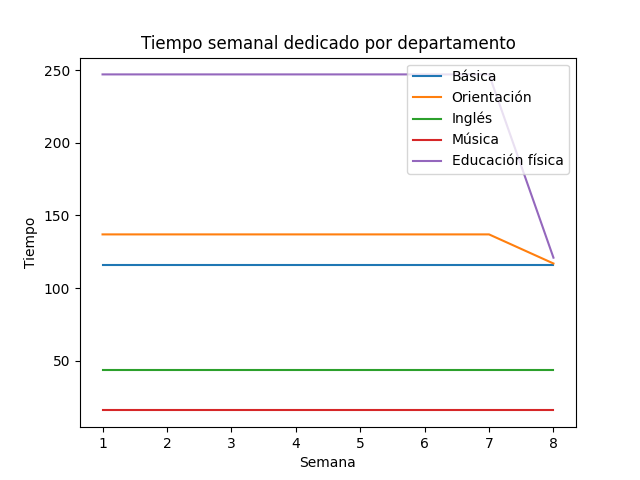 Tiempo semanal dedicado por departamento
250
200
150
100
50
Tiempo
Básica
Orientación
Inglés
Música
Educación física
1 2 3 4 5 6 7 8
Semana